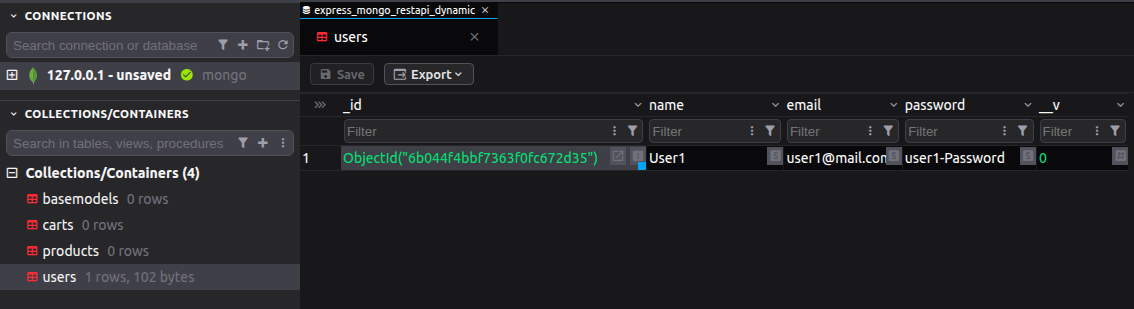 CONNECTIONS
Search connection or database
127.0.0.1 - unsaved mongo
COLLECTIONS/CONTAINERS
Search in tables, views, procedures
Collections/Containers (4)
basemodels 0 rows
carts 0 rows
products 0 rows
users 1 rows, 102 bytes
express_mongo_restapi_dynamic
users
Save Export
_id name email password __v
Filter Filter Filter Filter Filter
1 ObjectId("6b044f4bbf7363f0fc672d35") User1 user1@mail.com user1-Password 0